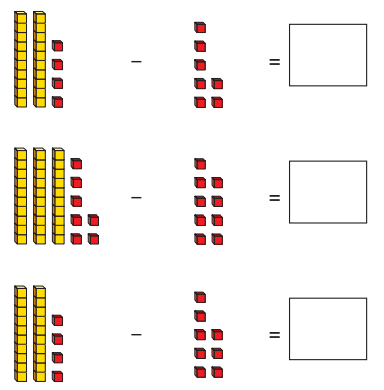 − =
− =
− =